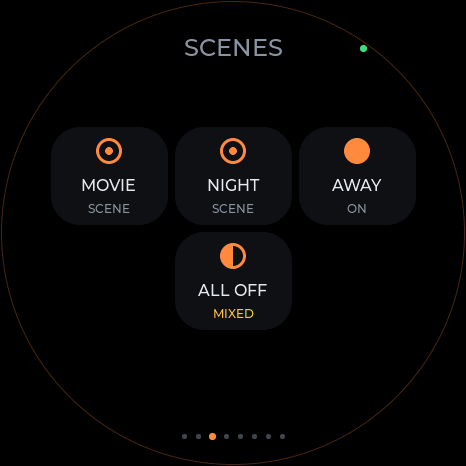 SCENES
MOVIE
SCENE
NIGHT
SCENE
AWAY
ON
ALL OFF
MIXED